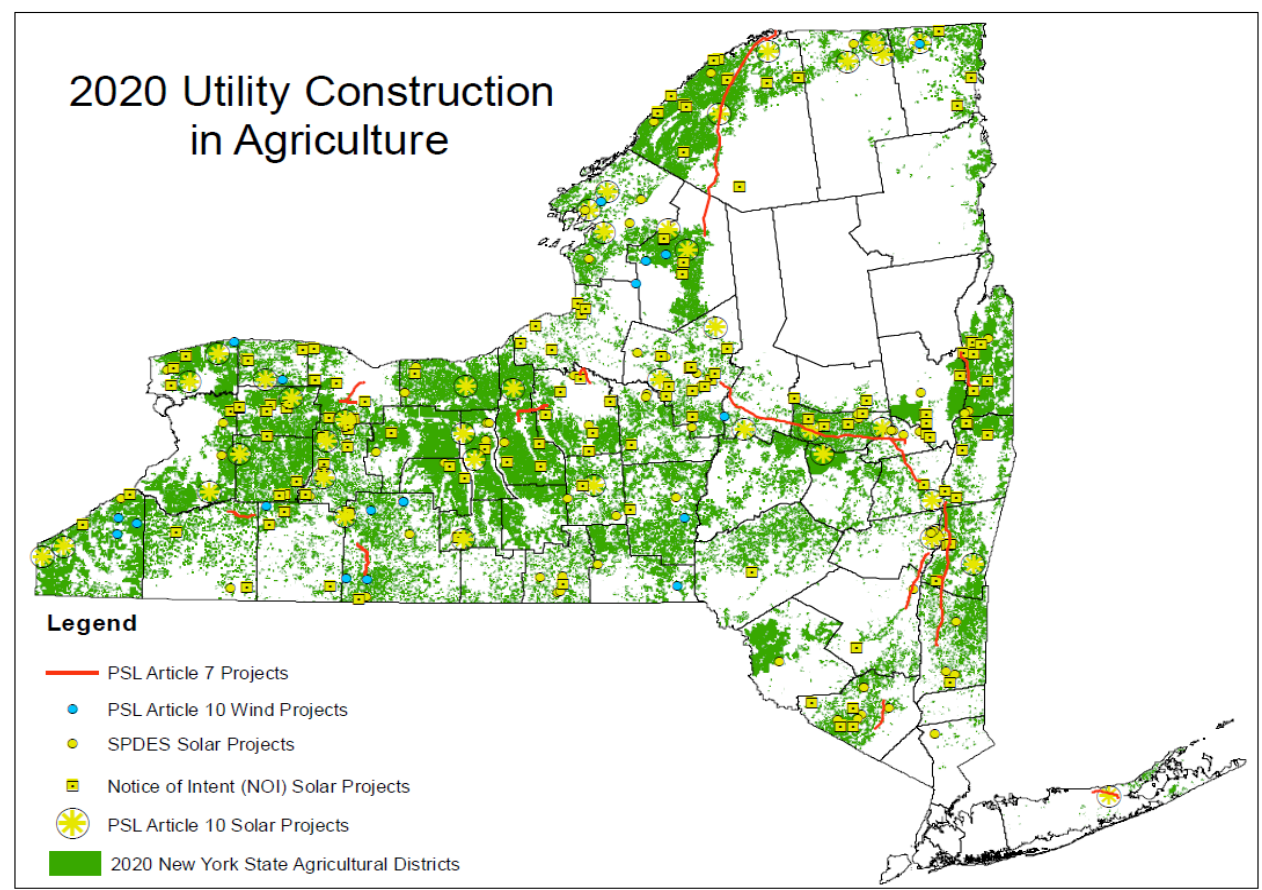 2020 Utility Construction
in Agriculture
Legend
PSL Article 7 Projects
PSL Article 10 Wind Projects
SPDES Solar Projects
Notice of Intent (NOI) Solar Projects
PSL Article 10 Solar Projects
2020 New York State Agricultural Districts